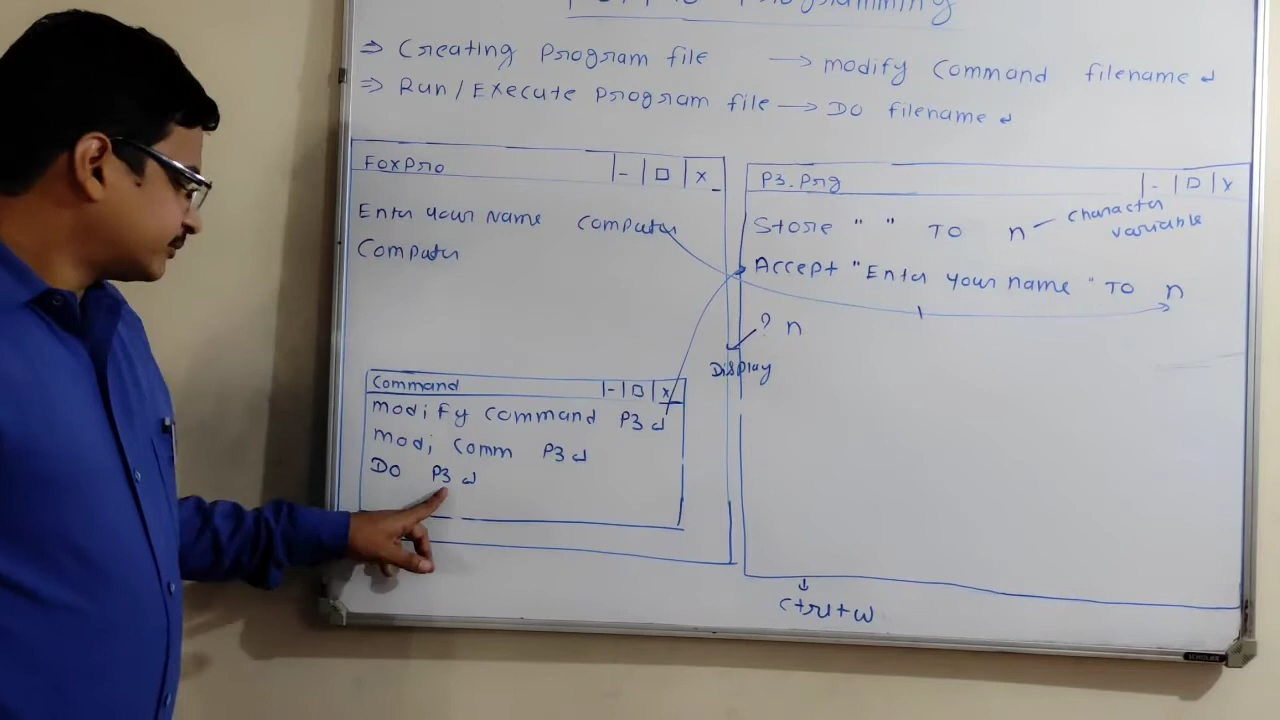 FoxPro Programming
⇒ Creating Program file → modify Command filename ↲
⇒ Run/Execute Program file → DO filename ↲
FoxPro |-|□|x
Enter your Name Computer
Computer
Command |-|□|x
modify command P3 ↲
modi comm P3 ↲
DO P3 ↲
P3.Prg |-|□|x
Store " " TO n - character variable
Accept "Enter your name" TO n
? n
Display
↓
Ctrl+W